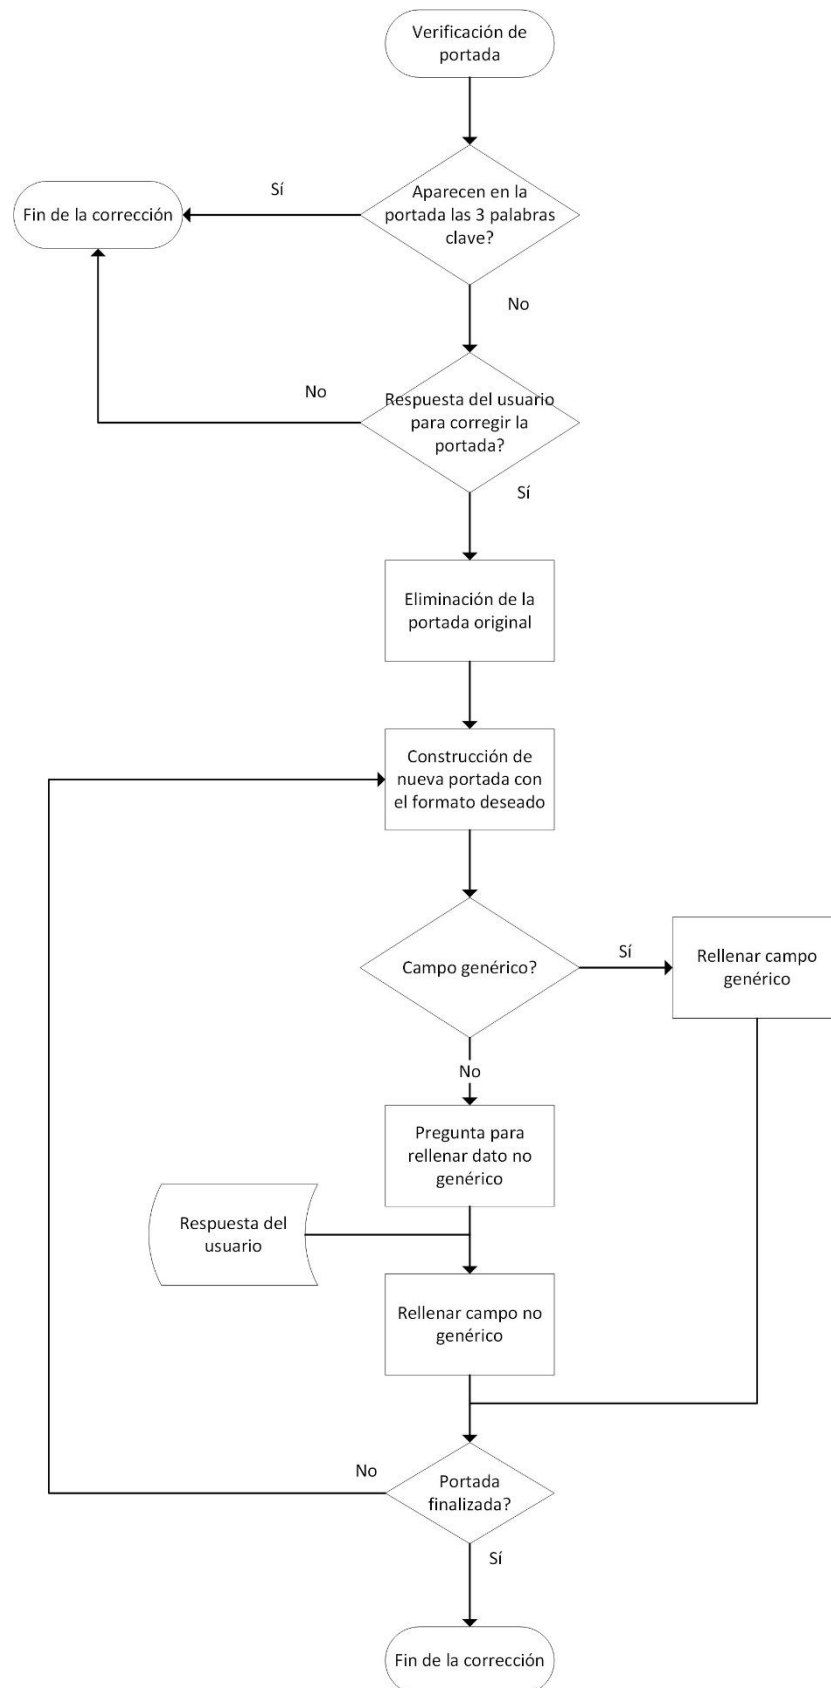 Verificación de
portada
Aparecen en la
portada las 3 palabras
clave?
Sí
Fin de la corrección
No
Respuesta del usuario
para corregir la
portada?
No
Sí
Eliminación de la
portada original
Construcción de
nueva portada con
el formato deseado
Campo genérico?
Sí
Rellenar campo
genérico
No
Pregunta para
rellenar dato no
genérico
Respuesta del
usuario
Rellenar campo no
genérico
No
Portada
finalizada?
Sí
Fin de la corrección